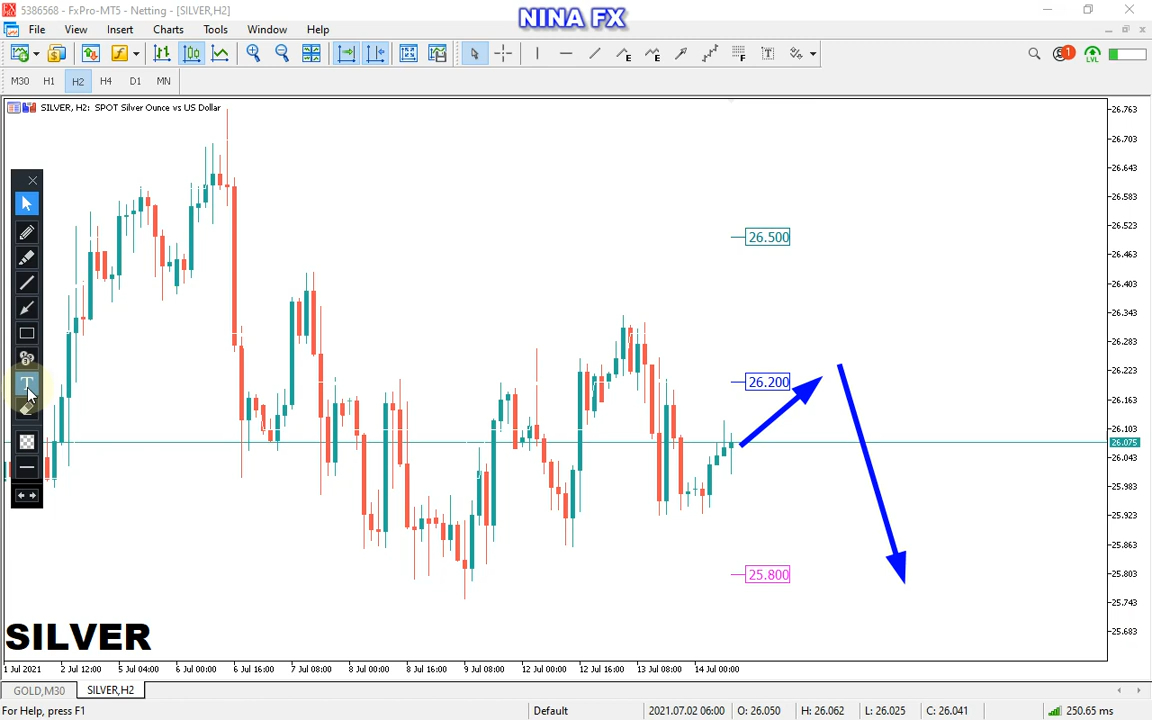 5386568 - FxPro-MT5 - Netting - [SILVER,H2]
NINA FX
File View Insert Charts Tools Window Help
1
LVL
M30 H1 H2 H4 D1 MN
SILVER, H2: SPOT Silver Ounce vs US Dollar
26.763
26.703
26.643
26.583
26.523
26.463
26.403
26.343
26.283
26.223
26.163
26.103
26.075
26.043
25.983
25.923
25.863
25.803
25.743
25.683
26.500
26.200
25.800
SILVER
1 Jul 2021 2 Jul 12:00 5 Jul 04:00 6 Jul 00:00 6 Jul 16:00 7 Jul 08:00 8 Jul 00:00 8 Jul 16:00 9 Jul 08:00 12 Jul 00:00 12 Jul 16:00 13 Jul 08:00 14 Jul 00:00
GOLD,M30 SILVER,H2
For Help, press F1 Default 2021.07.02 06:00 O: 26.050 H: 26.062 L: 26.025 C: 26.041 250.65 ms